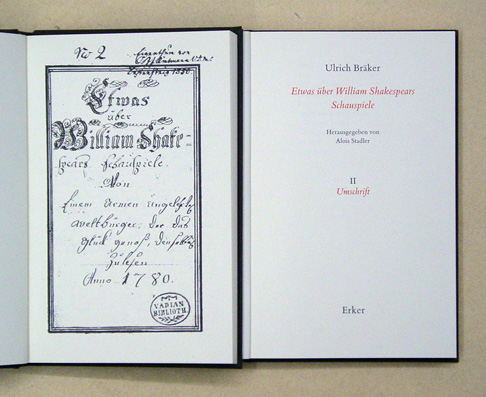 No 2
Etwas
über
William Shake-
spears Schauspiele.
Von
Einem Armen ungelehrten
Weltbürger, der das
Glück genoß, denselben
zu lesen
Anno 1780.
VADIAN
BIBLIOTH
Ulrich Bräker
Etwas über William Shakespears
Schauspiele
Herausgegeben von
Alois Stadler
II
Umschrift
Erker